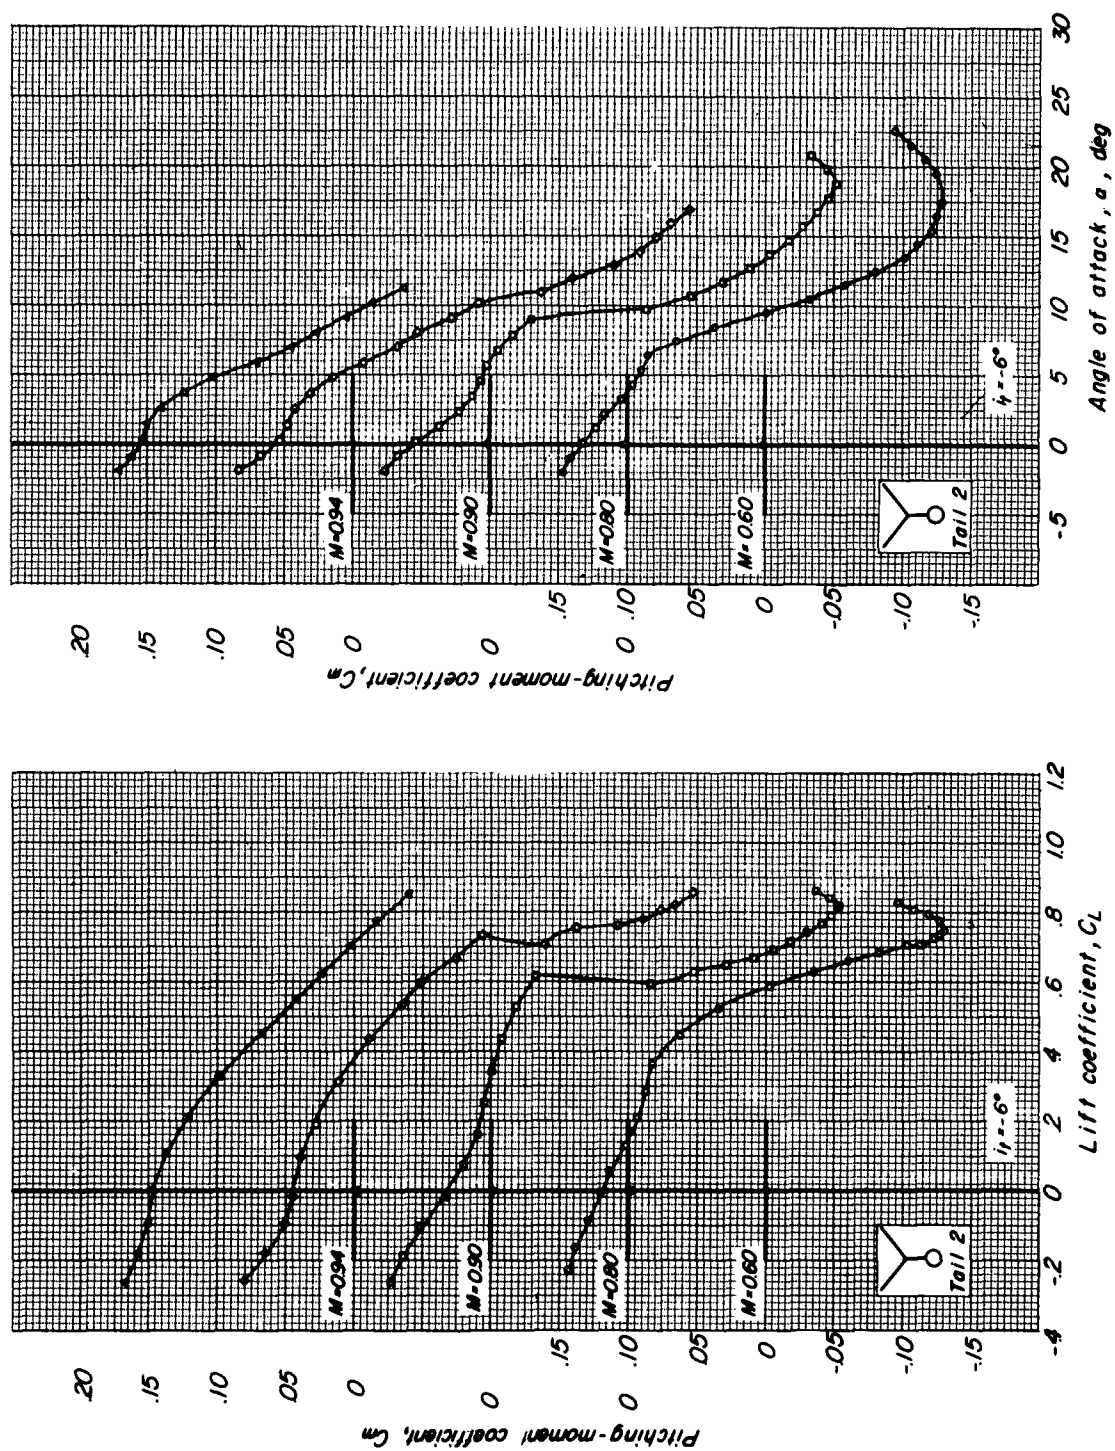 Pitching-moment coefficient, Cm
.20
.15
.10
.05
0
0
0
.15
.10
.05
0
-.05
-.10
-.15
M=0.94
M=0.90
M=0.80
M=0.60
Tail 2
it=-6°
-.4
-.2
0
.2
.4
.6
.8
1.0
1.2
Lift coefficient, CL
Pitching-moment coefficient, Cm
.20
.15
.10
.05
0
0
0
.15
.10
.05
0
-.05
-.10
-.15
M=0.94
M=0.90
M=0.80
M=0.60
Tail 2
it=-6°
-5
0
5
10
15
20
25
30
Angle of attack, α, deg